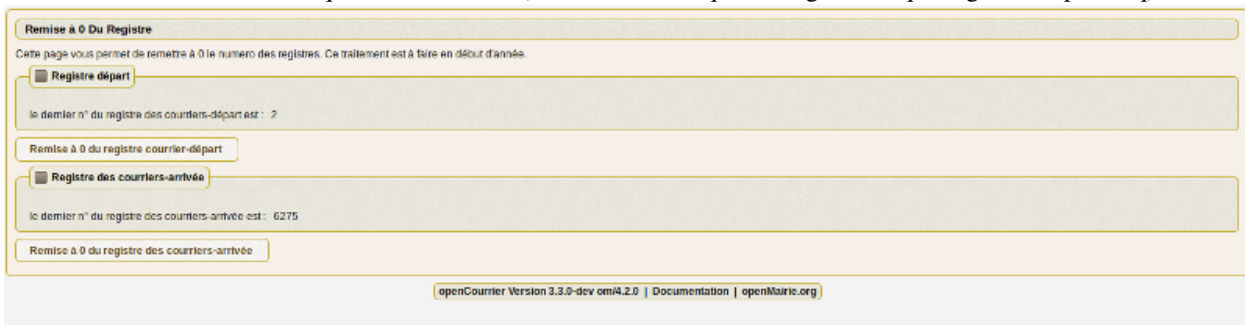 Remise à 0 Du Registre
Cette page vous permet de remettre à 0 le numero des registres. Ce traitement est à faire en début d'année.
Registre départ
le dernier n° du registre des courriers-départ est : 2
Remise à 0 du registre courrier-départ
Registre des courriers-arrivée
le dernier n° du registre des courriers-arrivée est : 6275
Remise à 0 du registre des courriers-arrivée
openCourrier Version 3.3.0-dev om/4.2.0 | Documentation | openMairie.org